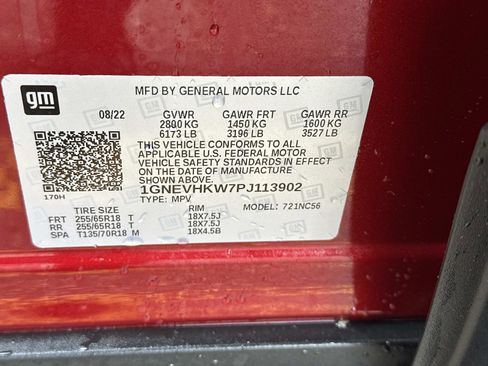 gm
MFD BY GENERAL MOTORS LLC
08/22 GVWR GAWR FRT GAWR RR
2800 KG 1450 KG 1600 KG
6173 LB 3196 LB 3527 LB
THIS VEHICLE CONFORMS TO ALL
APPLICABLE U.S. FEDERAL MOTOR
VEHICLE SAFETY STANDARDS IN EFFECT
ON THE DATE OF MANUFACTURE SHOWN ABOVE.
1GNEVHKW7PJ113902
170H TYPE: MPV MODEL: 721NC56
TIRE SIZE RIM
FRT 255/65R18 T 18X7.5J
RR 255/65R18 T 18X7.5J
SPA T135/70R18 M 18X4.5B